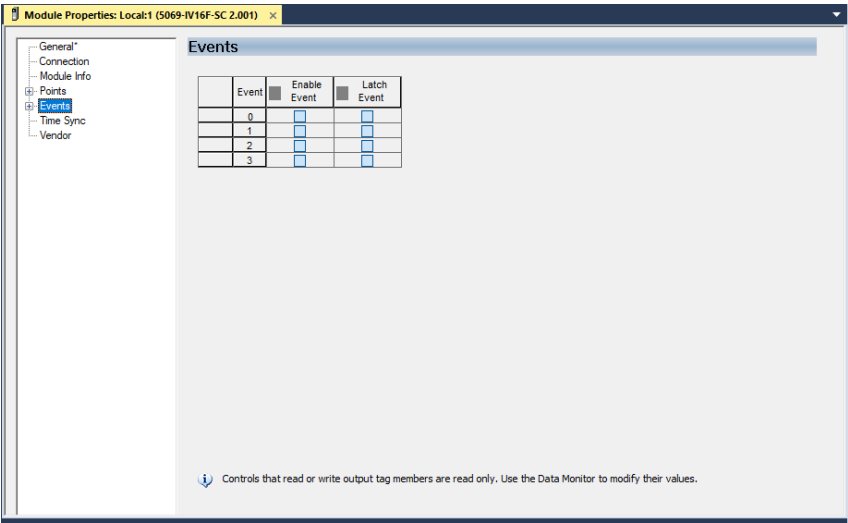 Module Properties: Local:1 (5069-IV16F-SC 2.001) ×
General*
Connection
Module Info
Points
Events
Time Sync
Vendor
Events
Event Enable Event Latch Event
0
1
2
3
Controls that read or write output tag members are read only. Use the Data Monitor to modify their values.